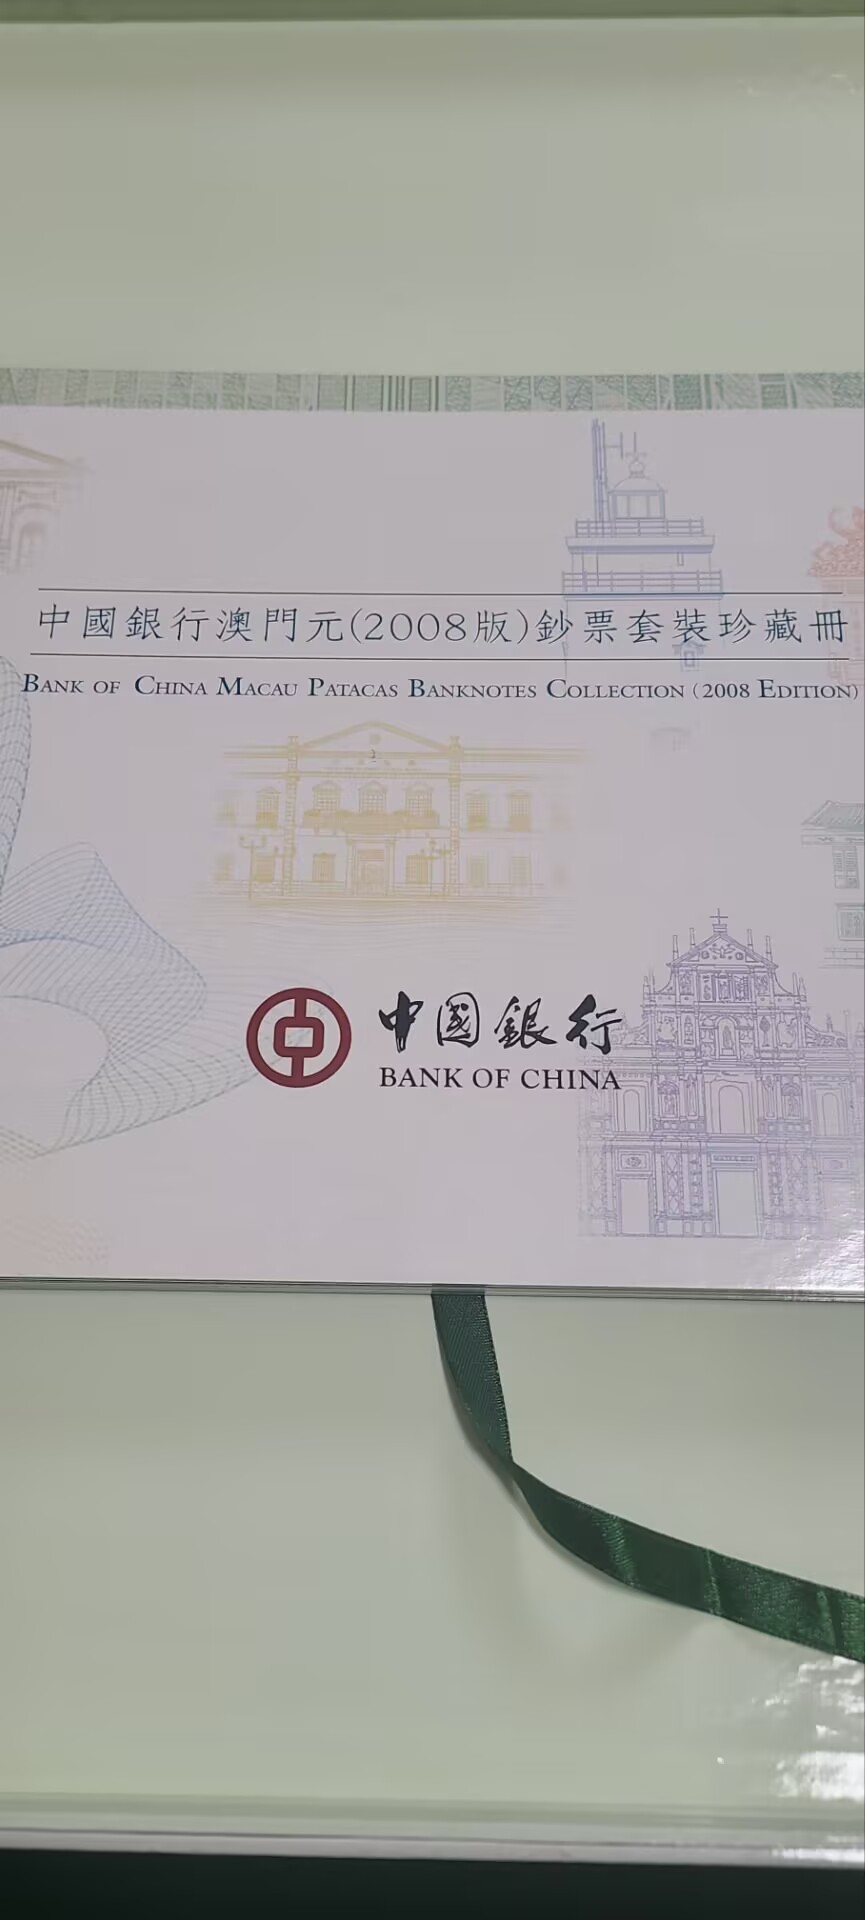 中國銀行澳門元(2008版)鈔票套裝珍藏冊
BANK OF CHINA MACAU PATACAS BANKNOTES COLLECTION (2008 EDITION)
中国銀行
BANK OF CHINA